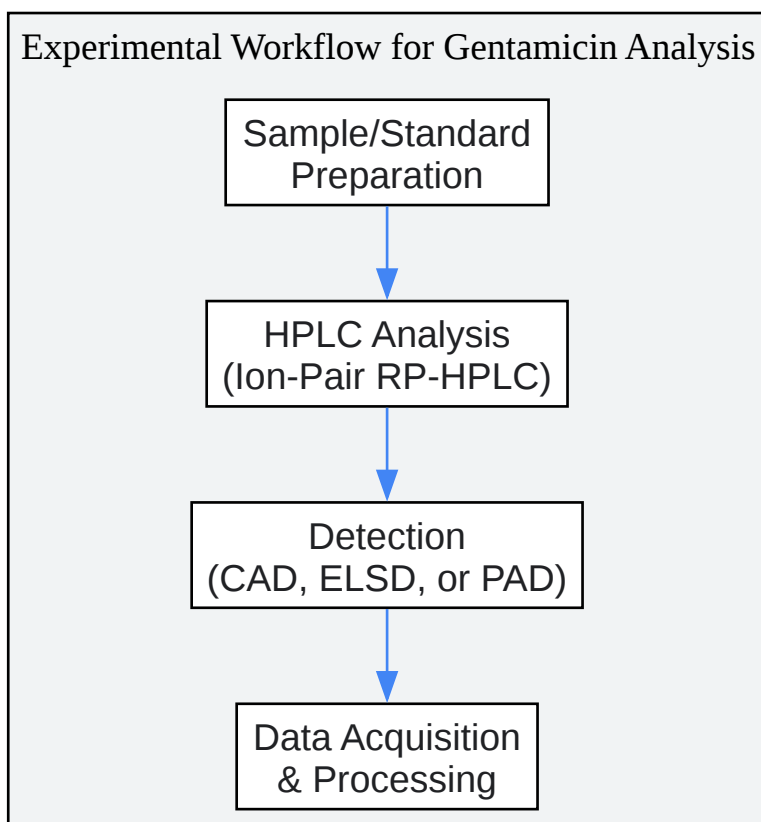 Experimental Workflow for Gentamicin Analysis
Sample/Standard
Preparation
HPLC Analysis
(Ion-Pair RP-HPLC)
Detection
(CAD, ELSD, or PAD)
Data Acquisition
& Processing